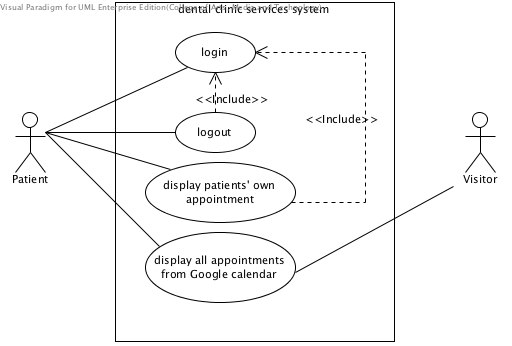 Visual Paradigm for UML Enterprise Edition
dental clinic services system
login
<<Include>>
<<Include>>
logout
Patient
Visitor
display patients' own
appointment
display all appointments
from Google calendar